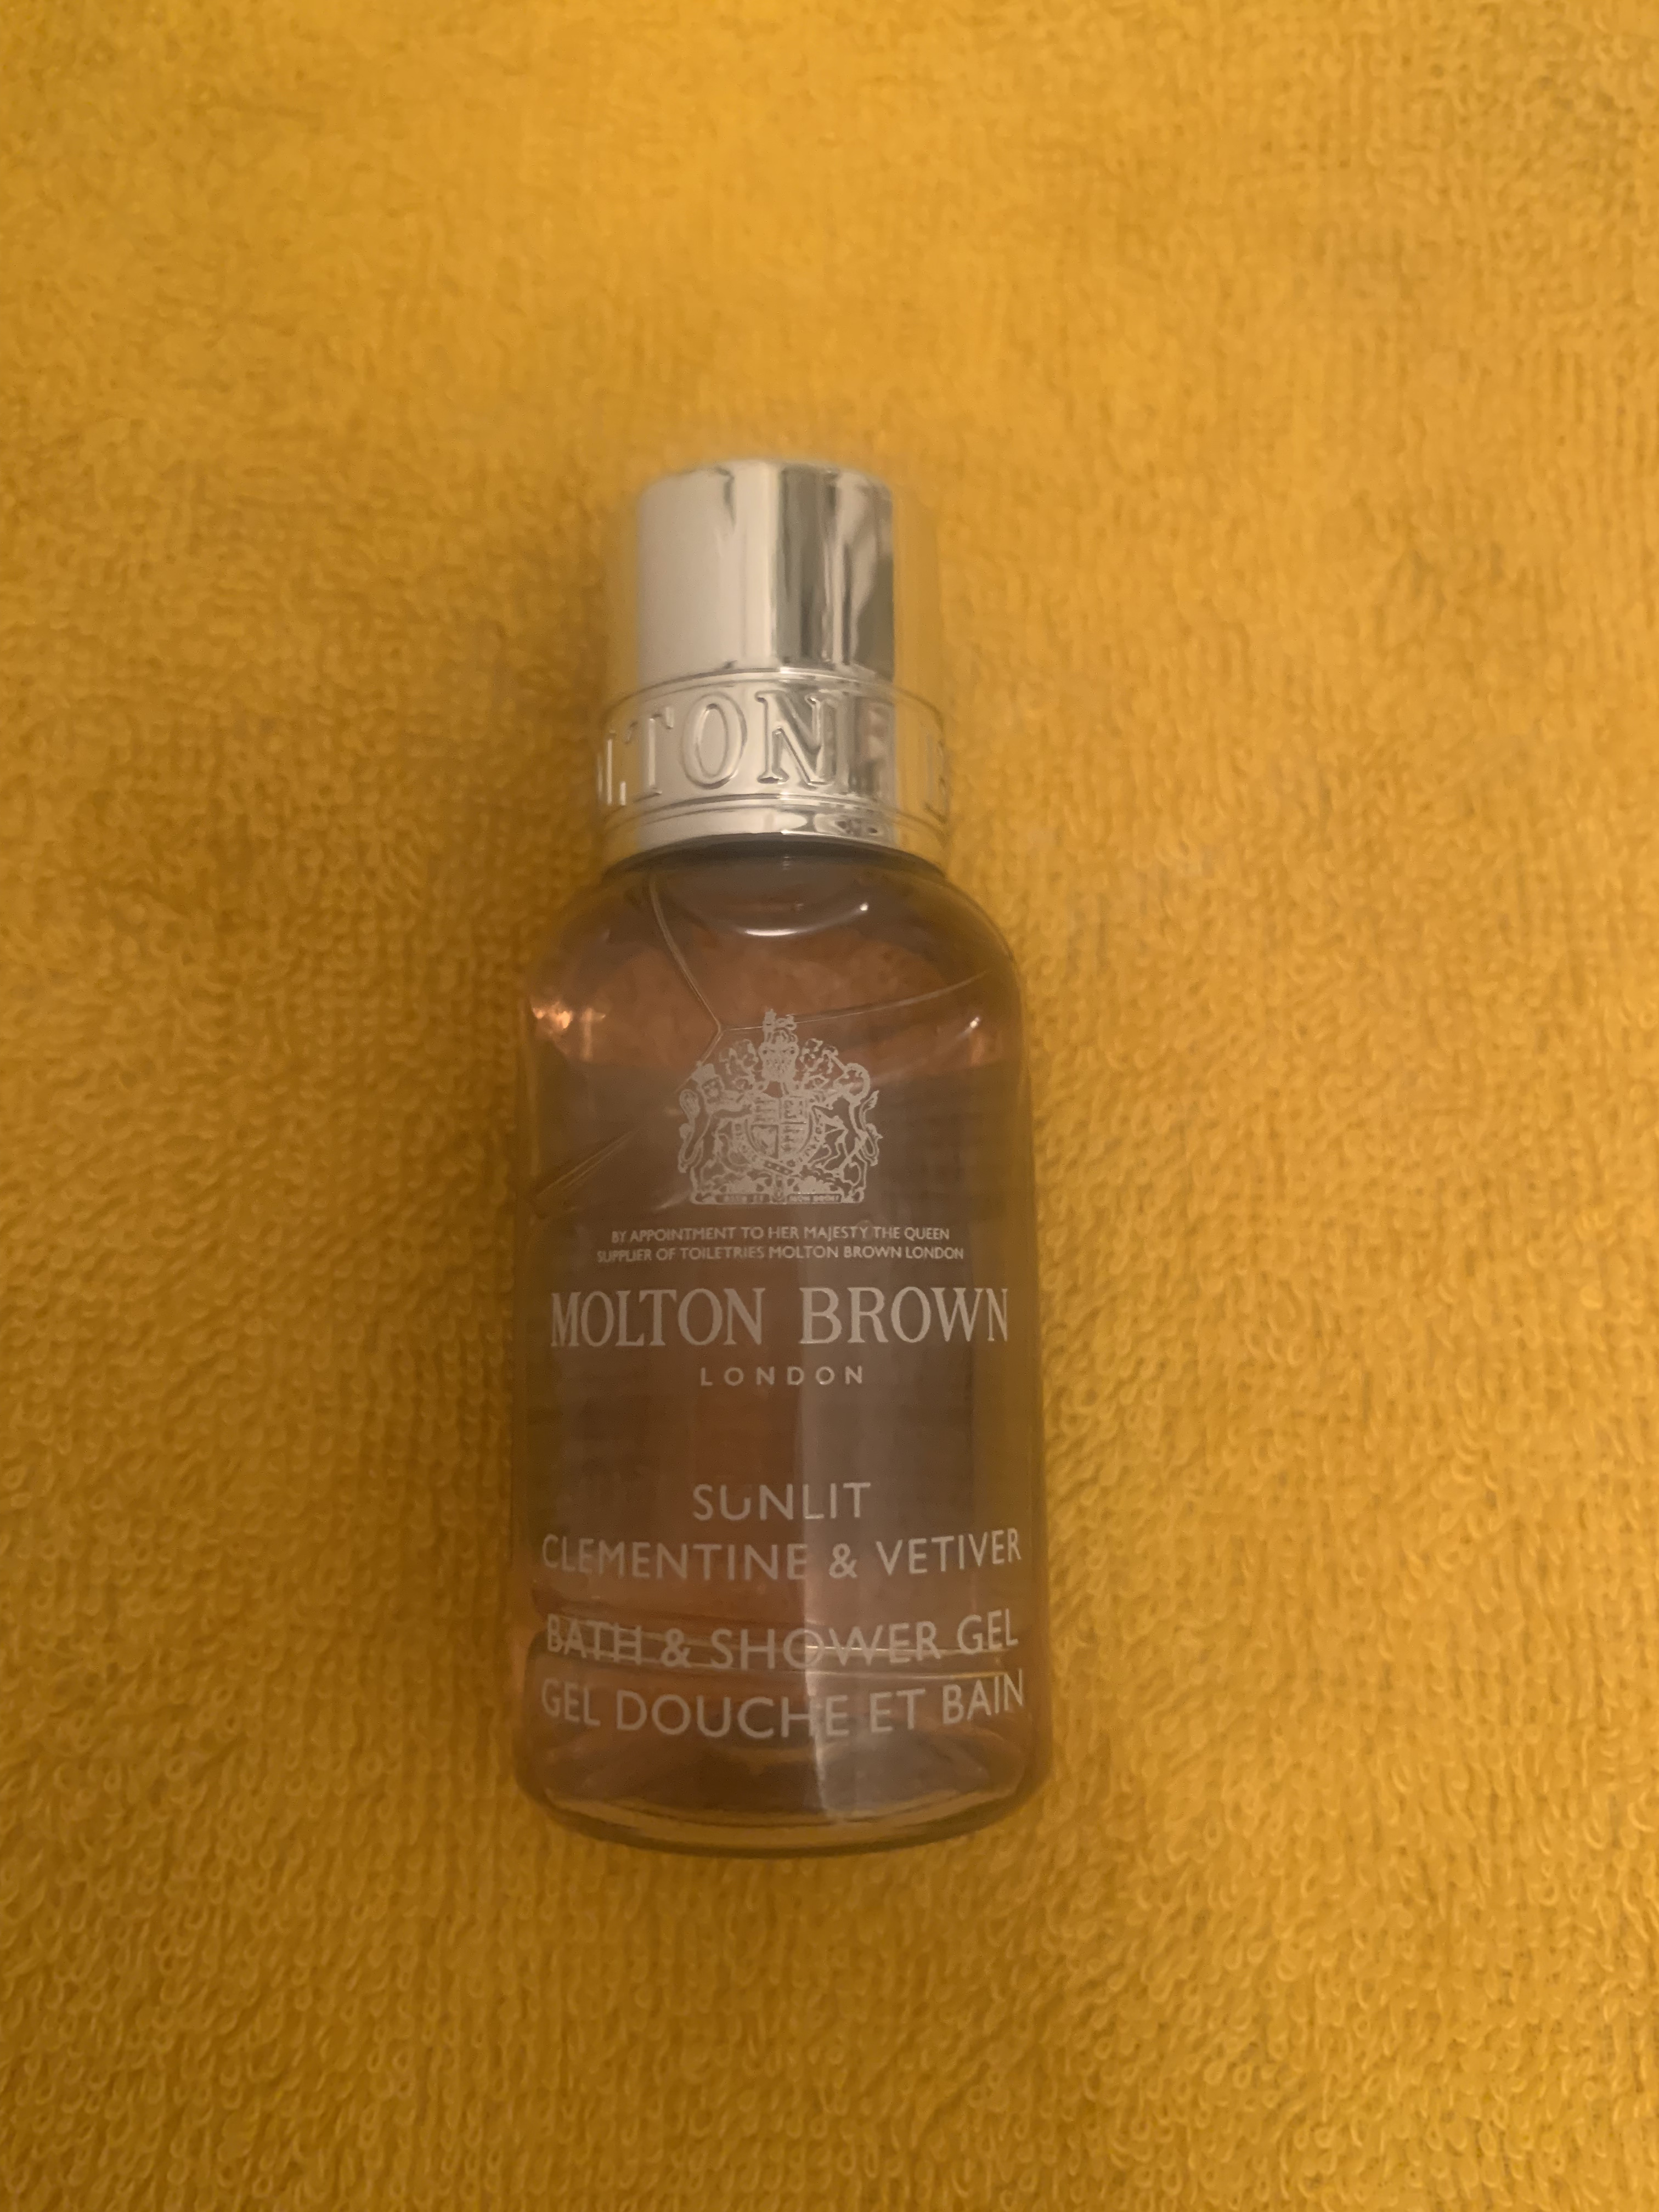 LTON
BY APPOINTMENT TO HER MAJESTY THE QUEEN
SUPPLIER OF TOILETRIES MOLTON BROWN LONDON
MOLTON BROWN
LONDON
SUNLIT
CLEMENTINE & VETIVER
BATH & SHOWER GEL
GEL DOUCHE ET BAIN